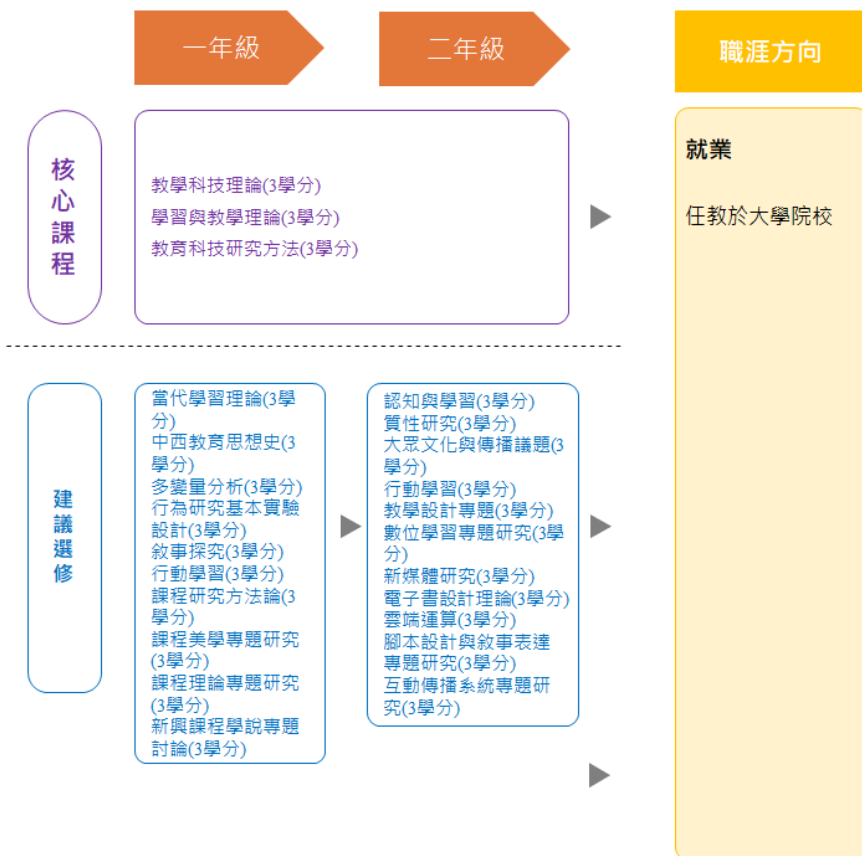 一年級
二年級
職涯方向
核
心
課
程
教學科技理論(3學分)
學習與教學理論(3學分)
教育科技研究方法(3學分)
就業
任教於大學院校
建
議
選
修
當代學習理論(3學
分)
中西教育思想史(3
學分)
多變量分析(3學分)
行為研究基本實驗
設計(3學分)
敘事探究(3學分)
行動學習(3學分)
課程研究方法論(3
學分)
課程美學專題研究
(3學分)
課程理論專題研究
(3學分)
新興課程學說專題
討論(3學分)
認知與學習(3學分)
質性研究(3學分)
大眾文化與傳播議題(3
學分)
行動學習(3學分)
教學設計專題(3學分)
數位學習專題研究(3學
分)
新媒體研究(3學分)
電子書設計理論(3學分)
雲端運算(3學分)
腳本設計與敘事表達
專題研究(3學分)
互動傳播系統專題研
究(3學分)